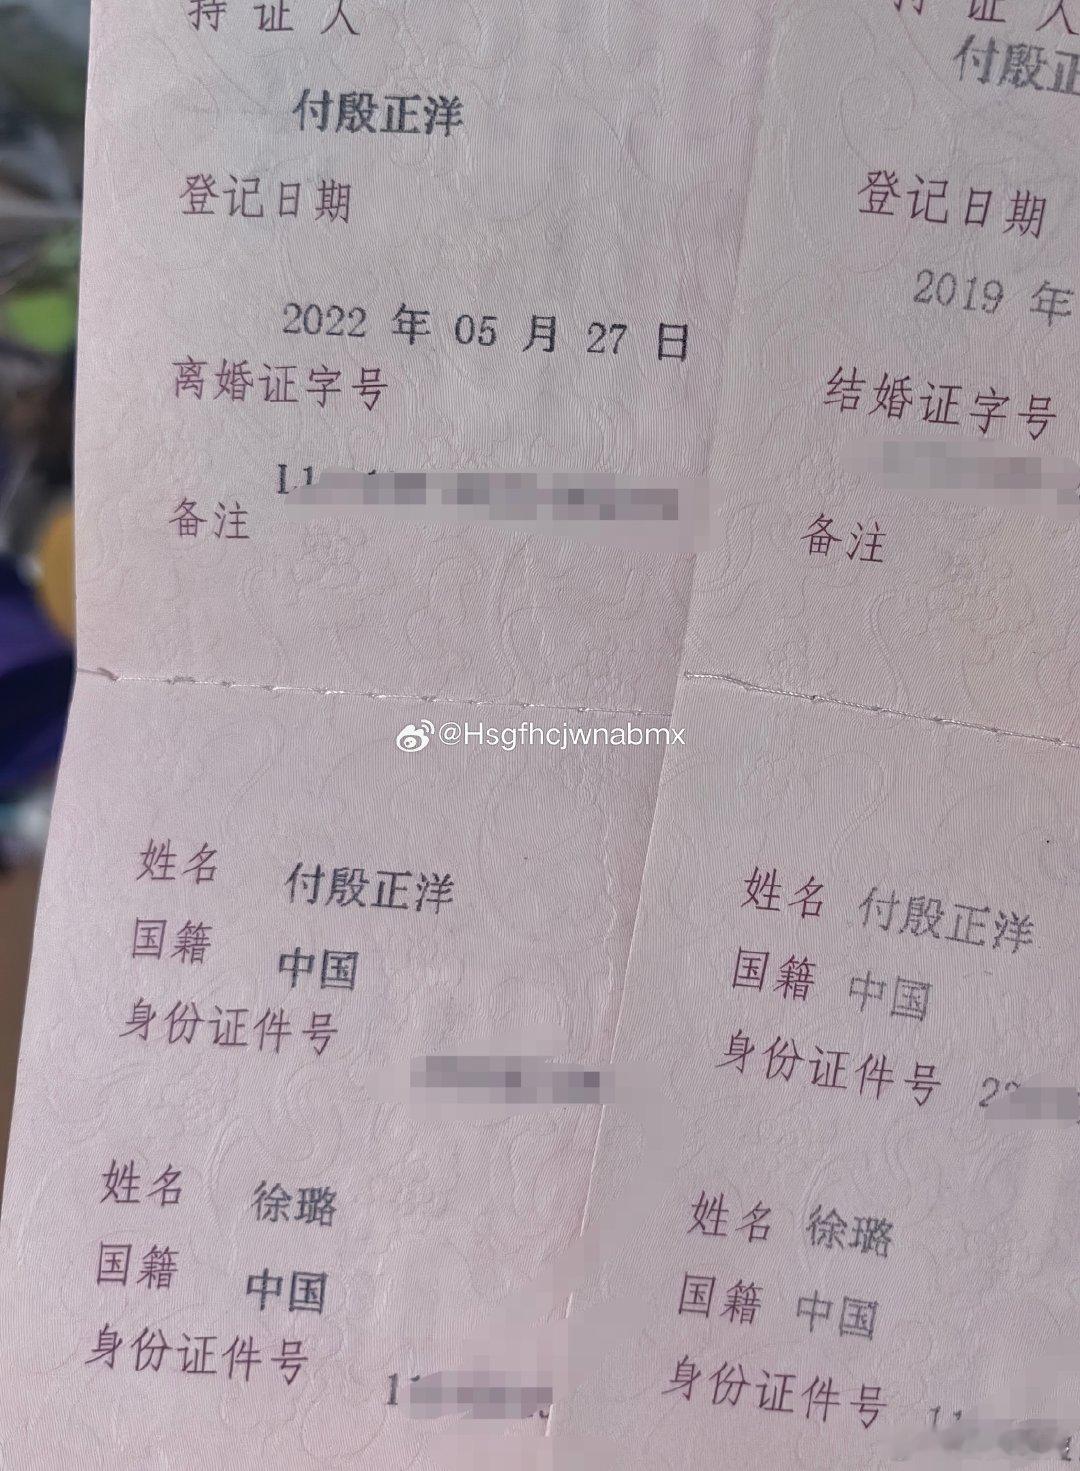 持证人
付殷正洋
登记日期
2022 年 05 月 27 日
离婚证字号
备注
姓名 付殷正洋
国籍 中国
身份证件号
姓名 徐璐
国籍 中国
身份证件号
持证人
付殷正
登记日期
2019 年
结婚证字号
备注
姓名 付殷正洋
国籍 中国
身份证件号
姓名 徐璐
国籍 中国
身份证件号
@Hsgfhcjwnabmx